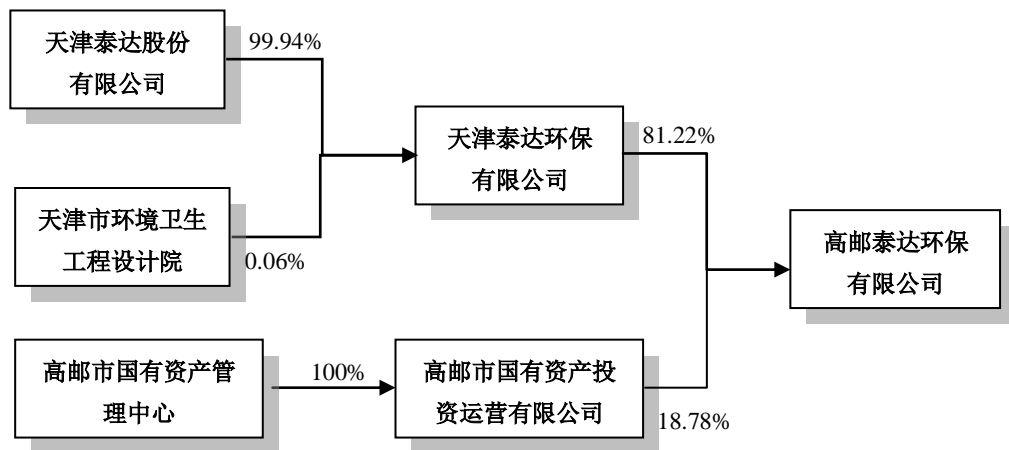 天津泰达股份
有限公司
99.94%
天津市环境卫生
工程设计院
0.06%
天津泰达环保
有限公司
81.22%
高邮市国有资产管
理中心
100%
高邮市国有资产投
资运营有限公司
18.78%
高邮泰达环保
有限公司